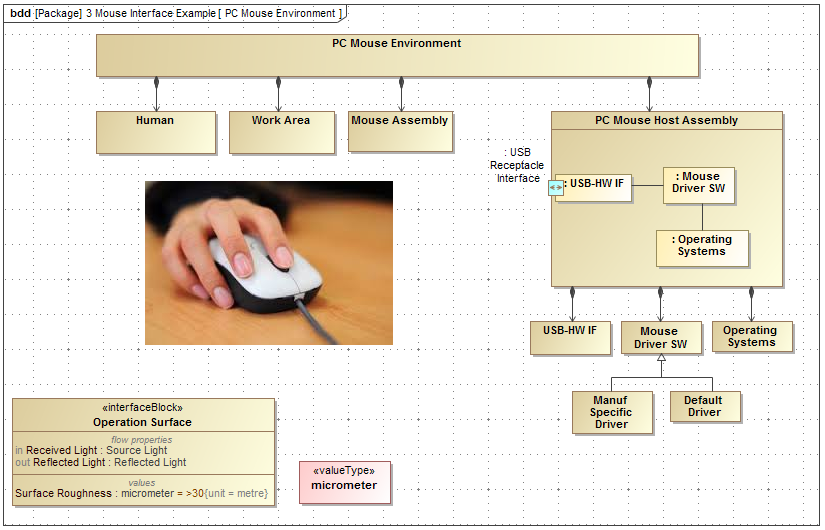 bdd [Package] 3 Mouse Interface Example [ PC Mouse Environment ]
PC Mouse Environment
Human
Work Area
Mouse Assembly
PC Mouse Host Assembly
: USB
Receptacle
Interface
: USB-HW IF
: Mouse
Driver SW
: Operating
Systems
USB-HW IF
Mouse
Driver SW
Operating
Systems
Manuf
Specific
Driver
Default
Driver
«interfaceBlock»
Operation Surface
flow properties
in Received Light : Source Light
out Reflected Light : Reflected Light
values
Surface Roughness : micrometer = >30{unit = metre}
«valueType»
micrometer